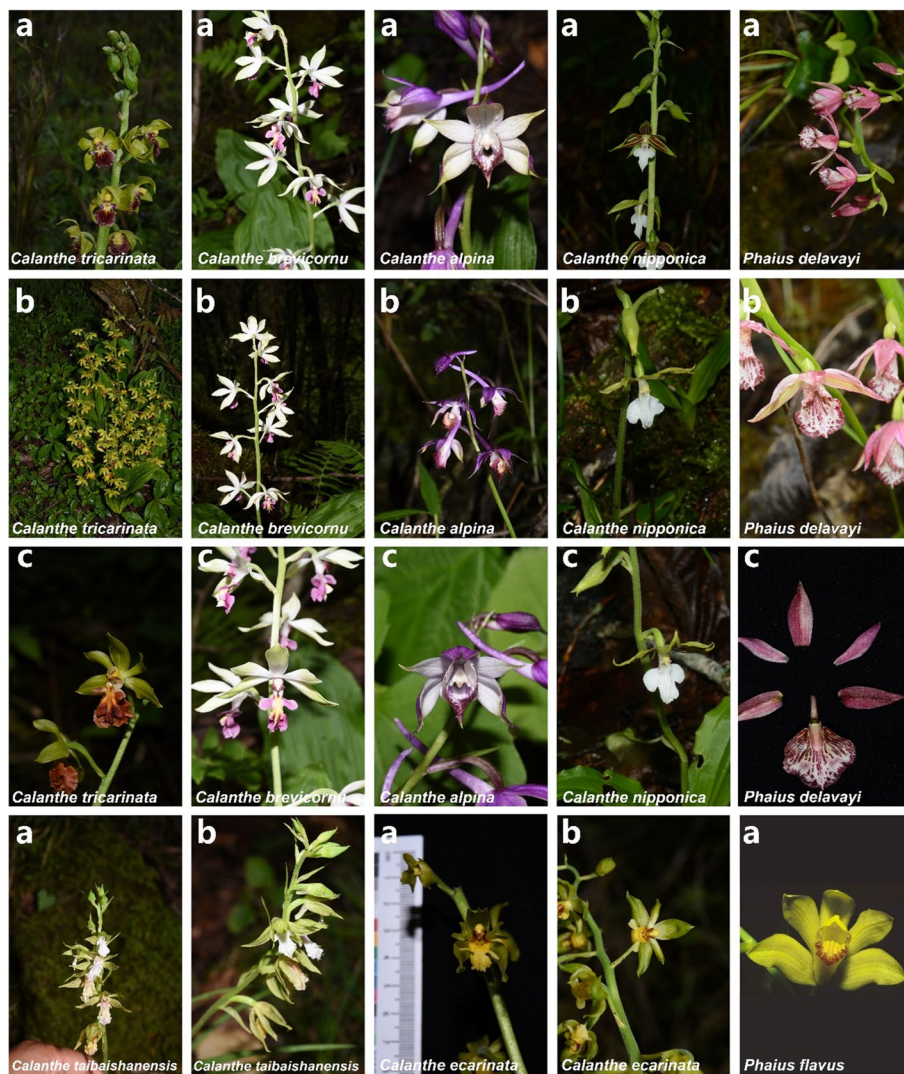 a a a a a
Calanthe tricarinata Calanthe brevicornu Calanthe alpina Calanthe nipponica Phaius delavayi
b b b b b
Calanthe tricarinata Calanthe brevicornu Calanthe alpina Calanthe nipponica Phaius delavayi
c c c c c
Calanthe tricarinata Calanthe brevicornu Calanthe alpina Calanthe nipponica Phaius delavayi
a b a b a
Calanthe taibaishanensis Calanthe taibaishanensis Calanthe ecarinata Calanthe ecarinata Phaius flavus